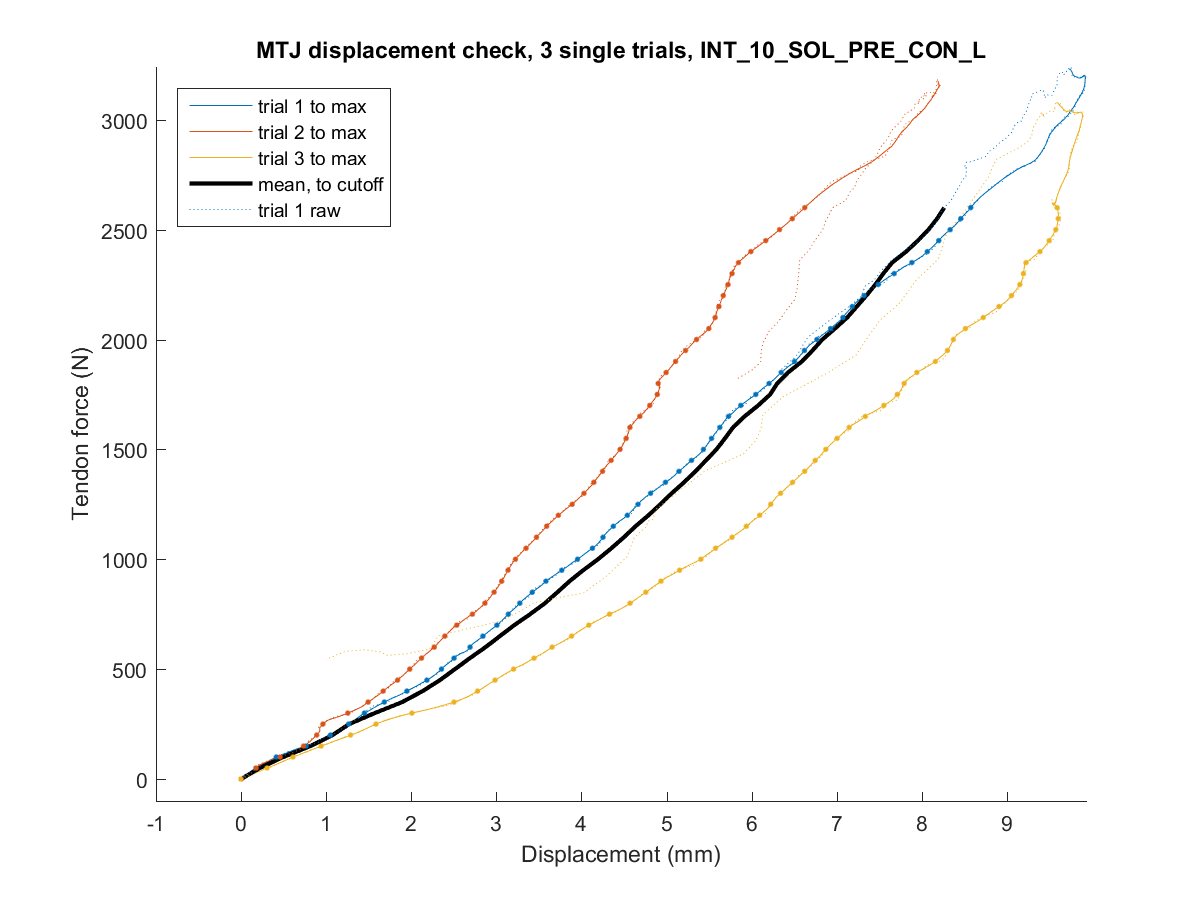 MTJ displacement check, 3 single trials, INT_10_SOL_PRE_CON_L
trial 1 to max
trial 2 to max
trial 3 to max
mean, to cutoff
trial 1 raw
3000
2500
2000
1500
1000
500
0
Tendon force (N)
-1 0 1 2 3 4 5 6 7 8 9
Displacement (mm)